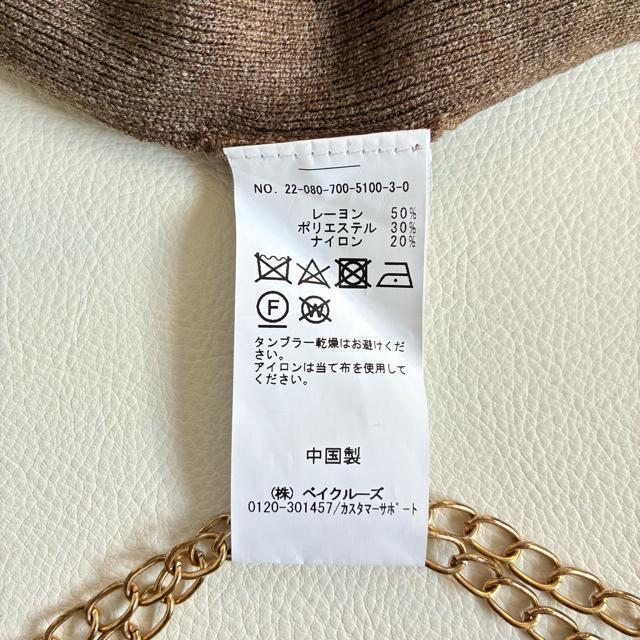 NO. 22-080-700-5100-3-0
レーヨン 50%
ポリエステル 30%
ナイロン 20%
F W
タンブラー乾燥はお避けくだ
さい。
アイロンは当て布を使用して
ください。
中国製
(株) ベイクルーズ
0120-301457/カスタマーサポート